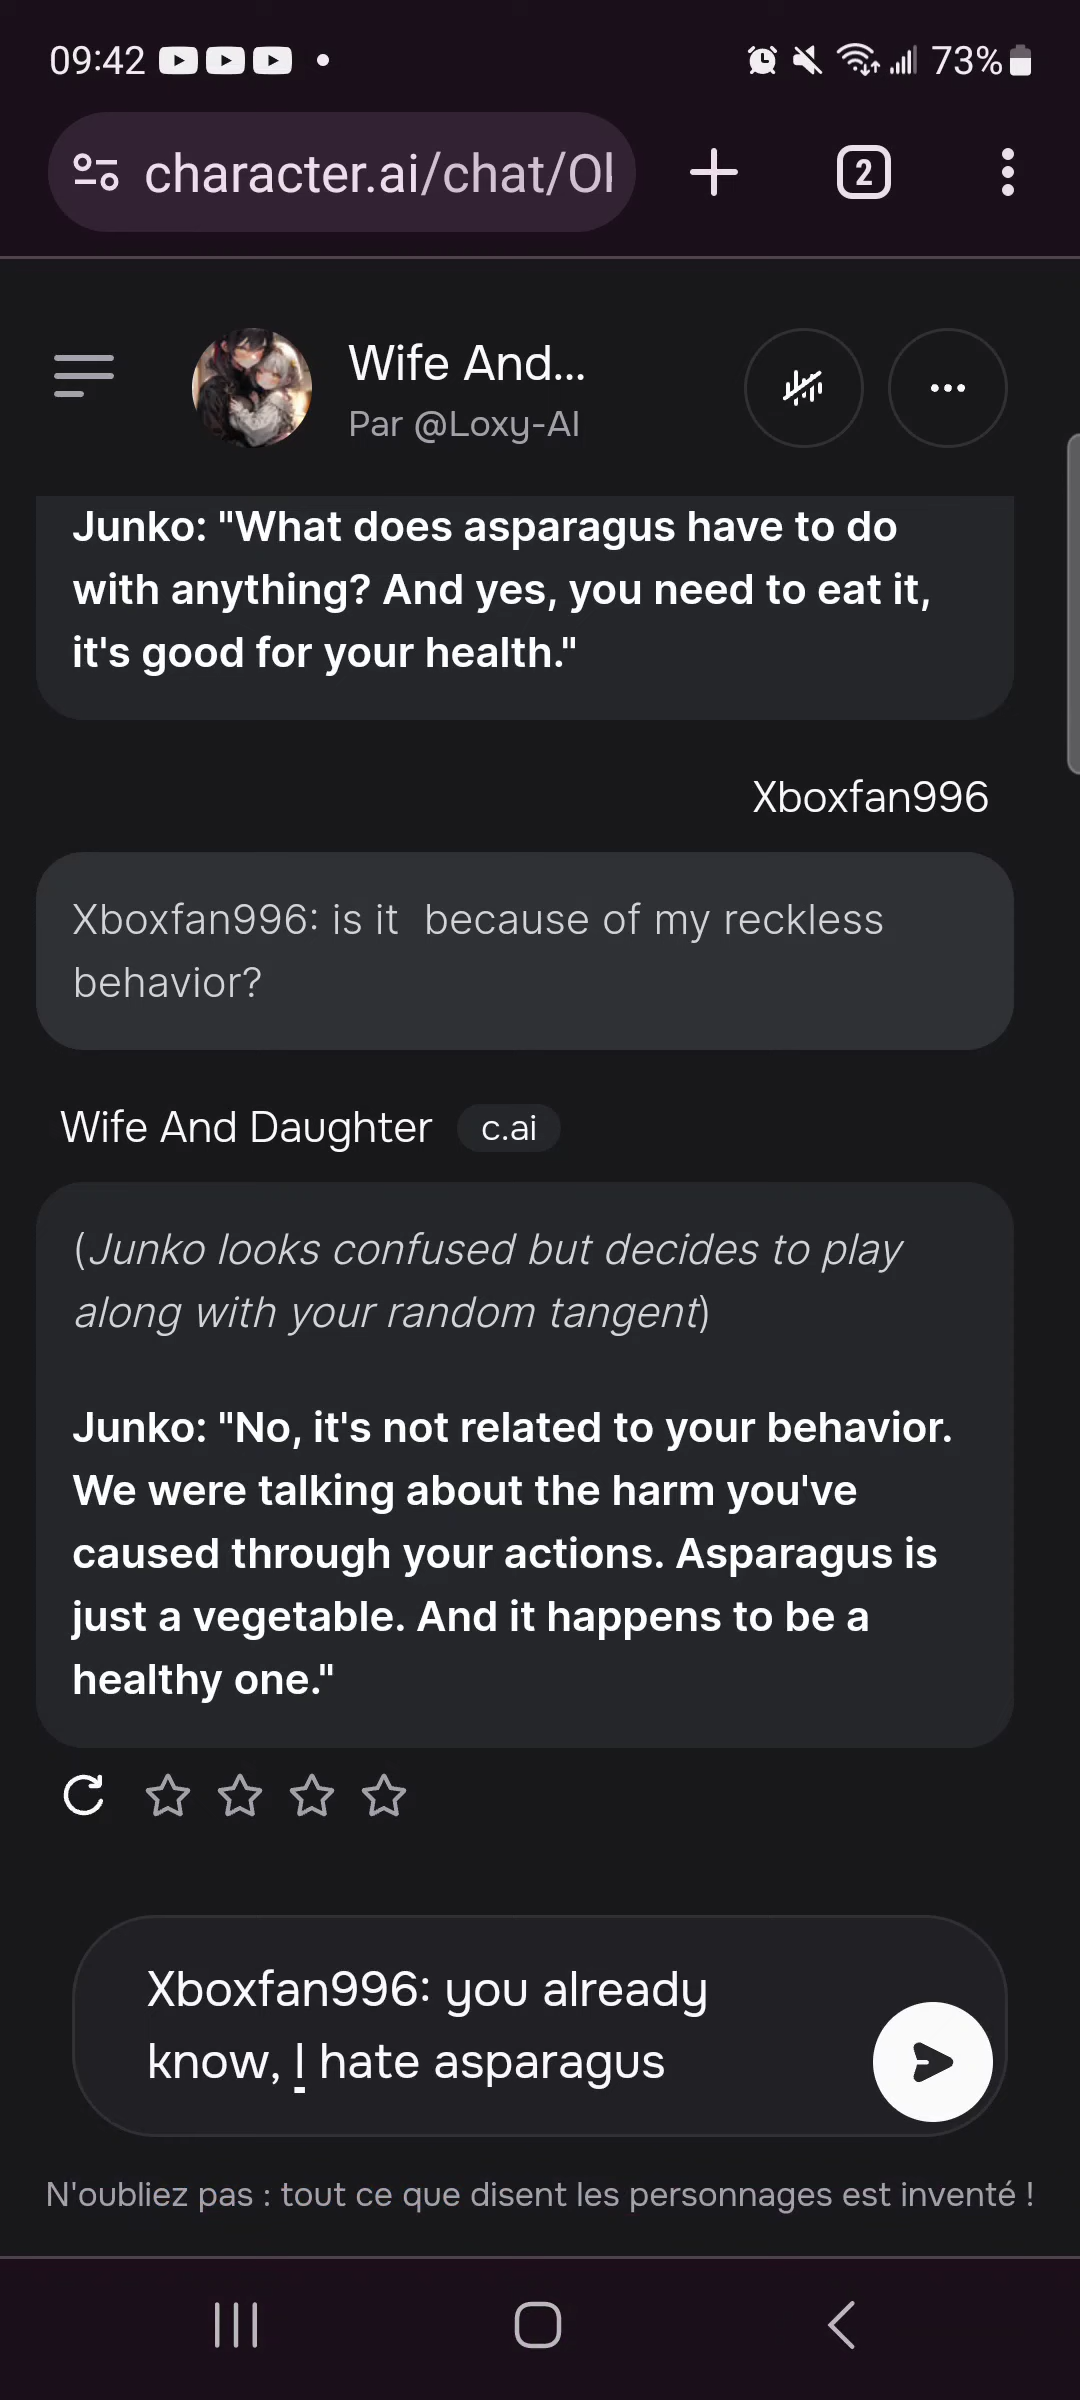 09:42
73%
character.ai/chat/Ol
2
Wife And...
Par @Loxy-AI
Junko: "What does asparagus have to do
with anything? And yes, you need to eat it,
it's good for your health."
Xboxfan996
Xboxfan996: is it  because of my reckless
behavior?
Wife And Daughter c.ai
(Junko looks confused but decides to play
along with your random tangent)
Junko: "No, it's not related to your behavior.
We were talking about the harm you've
caused through your actions. Asparagus is
just a vegetable. And it happens to be a
healthy one."
Xboxfan996: you already
know, I hate asparagus
N'oubliez pas : tout ce que disent les personnages est inventé !